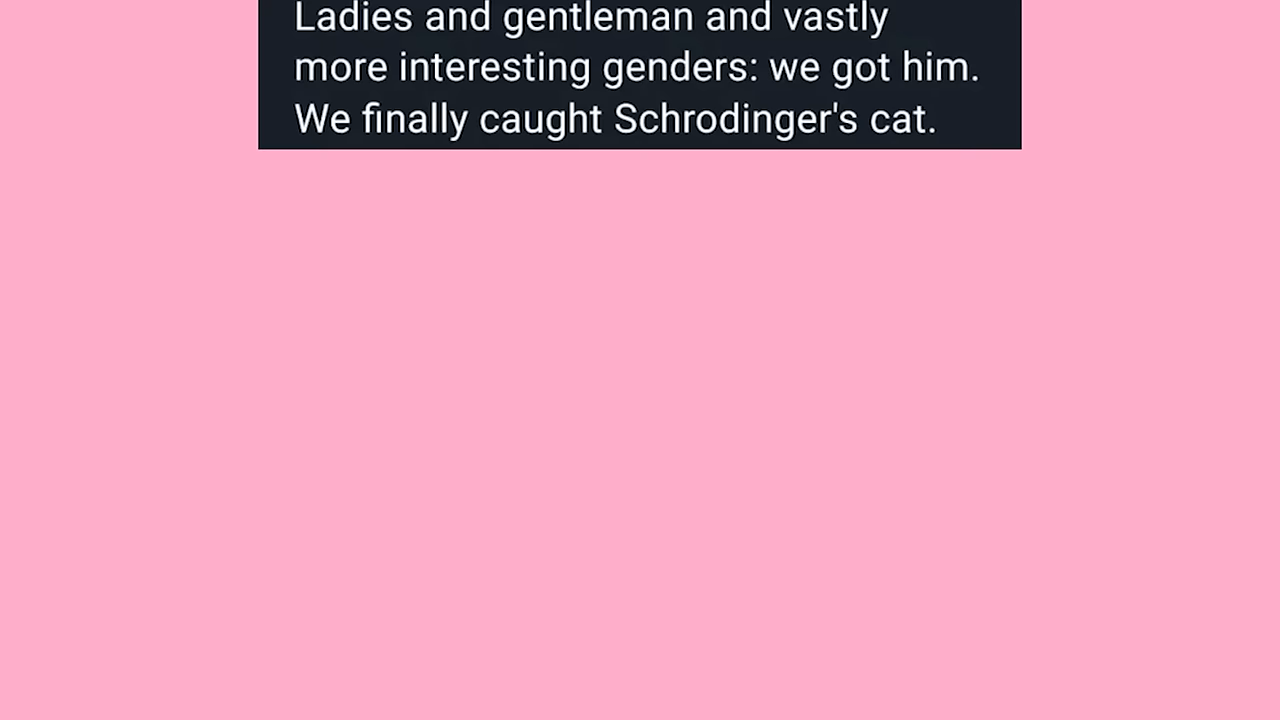 Ladies and gentleman and vastly
more interesting genders: we got him.
We finally caught Schrodinger's cat.